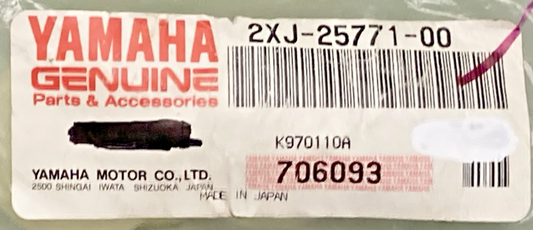 YAMAHA
GENUINE
Parts & Accessories
2XJ-25771-00
K970110A
706093
YAMAHA MOTOR CO.,LTD.
2500 SHINGAI IWATA SHIZUOKA JAPAN
MADE IN JAPAN